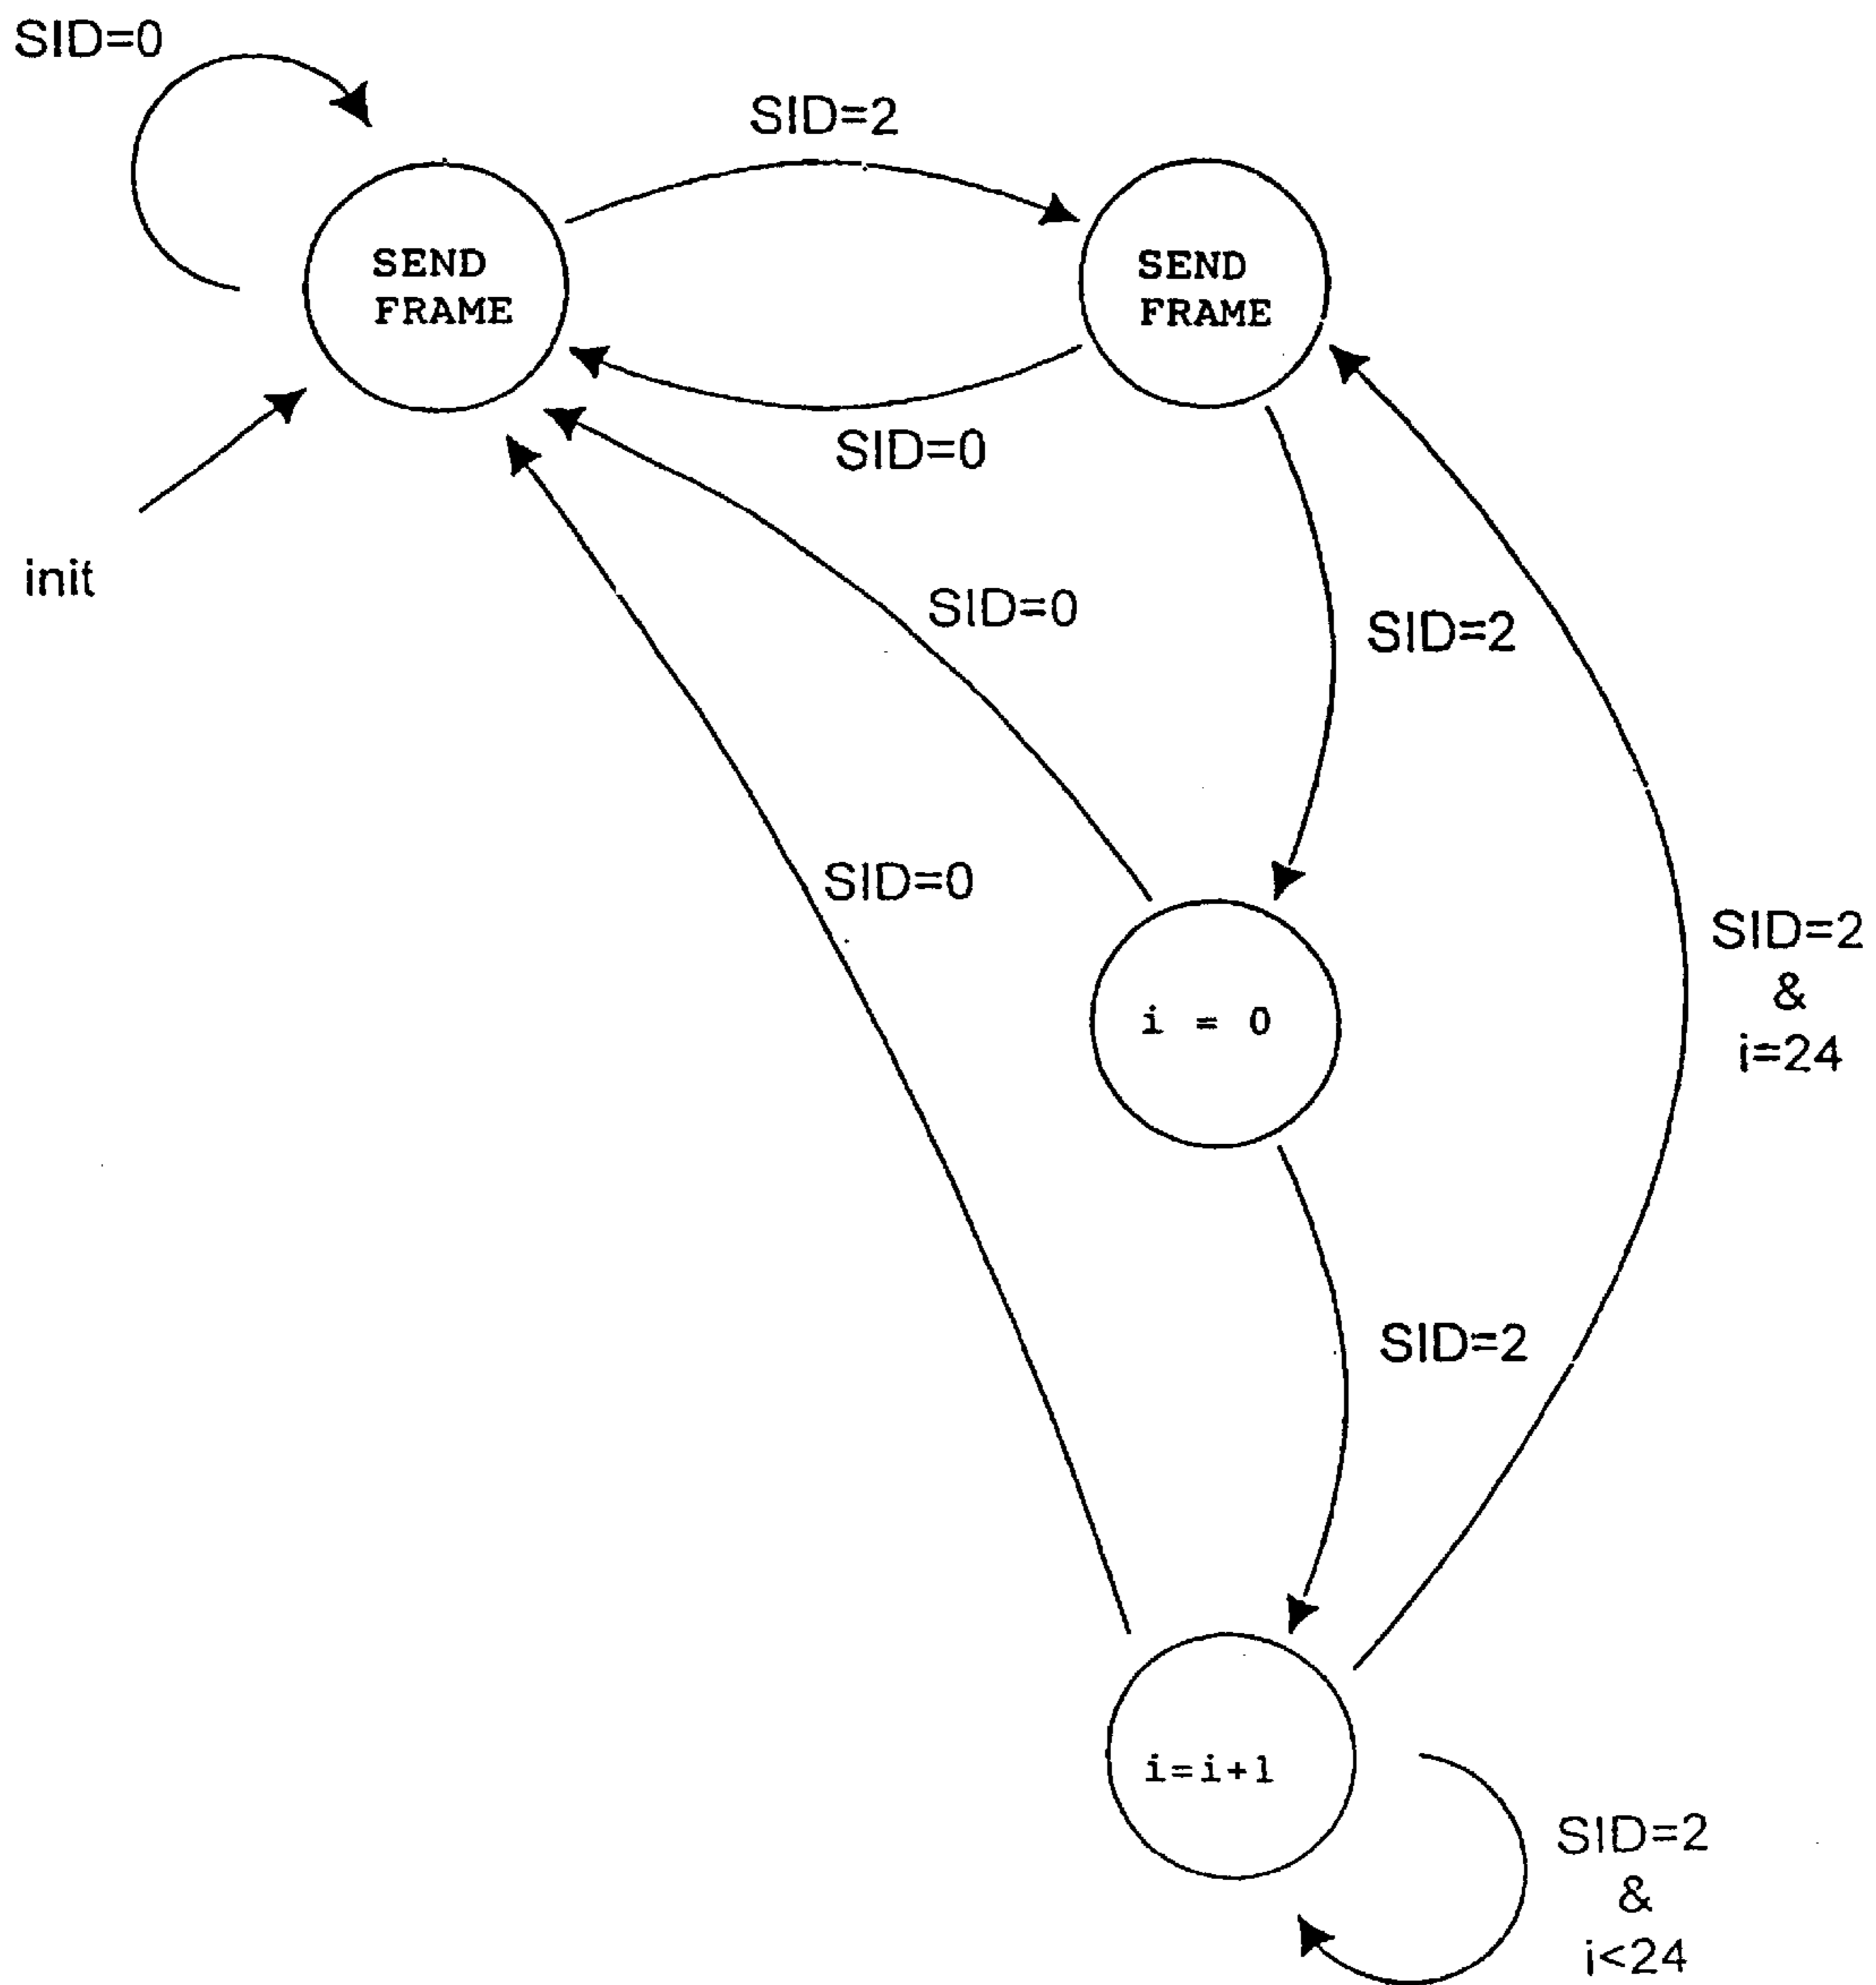 SID=0
SID=2
SEND
FRAME
SEND
FRAME
SID=0
init
SID=0
SID=2
SID=0
SID=2
&
i=24
i = 0
SID=2
i=i+1
SID=2
&
i<24